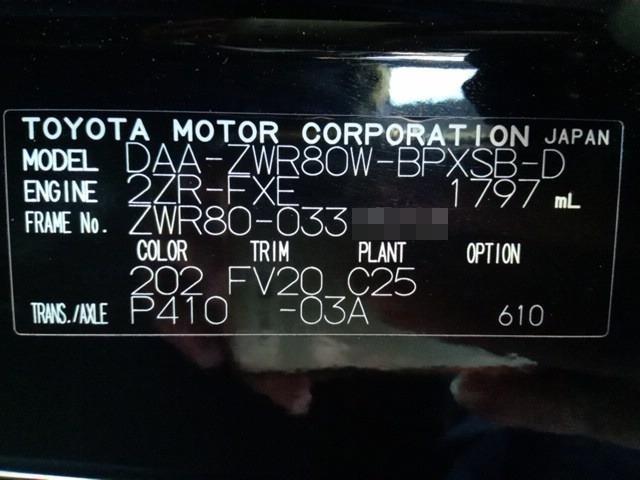 TOYOTA MOTOR CORPORATION JAPAN
MODEL DAA-ZWR80W-BPXSB-D
ENGINE 2ZR-FXE 1797 mL
FRAME No. ZWR80-033
COLOR TRIM PLANT OPTION
202 FV20 C25
TRANS./AXLE P410 -03A 610